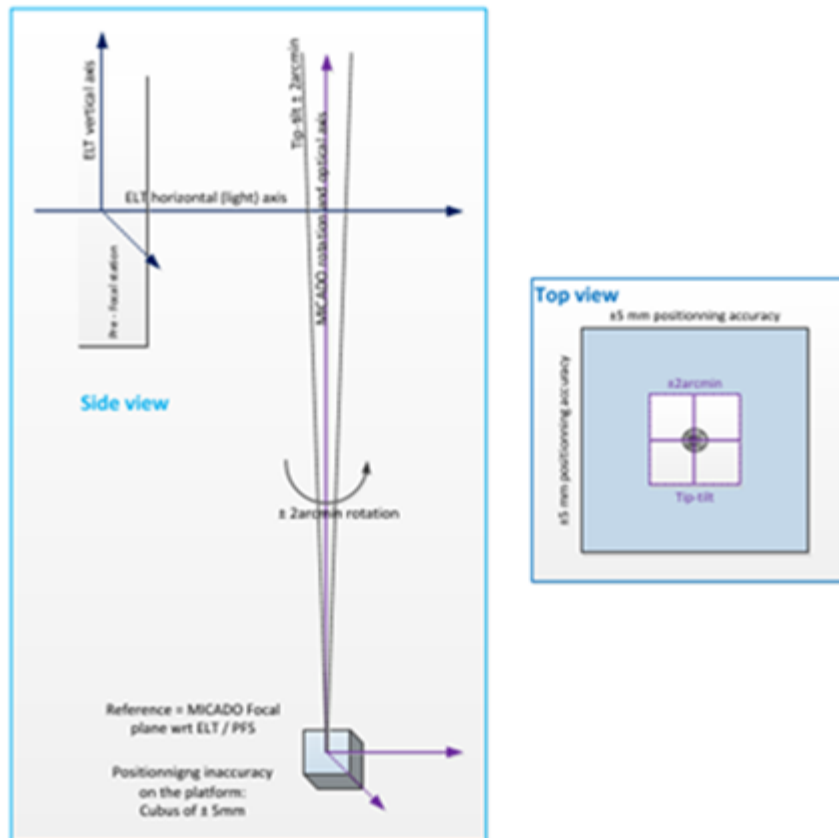 ELT vertical axis
Tip-tilt ± 2arcmin
ELT horizontal (light) axis
MICADO rotation and optical axis
Pre - Focal station
Side view
± 2arcmin rotation
Reference = MICADO Focal
plane wrt ELT / PFS
Positionnigng inaccuracy
on the platform:
Cubus of ± 5mm
Top view
±5 mm positionning accuracy
±5 mm positionning accuracy
±2arcmin
Tip-tilt